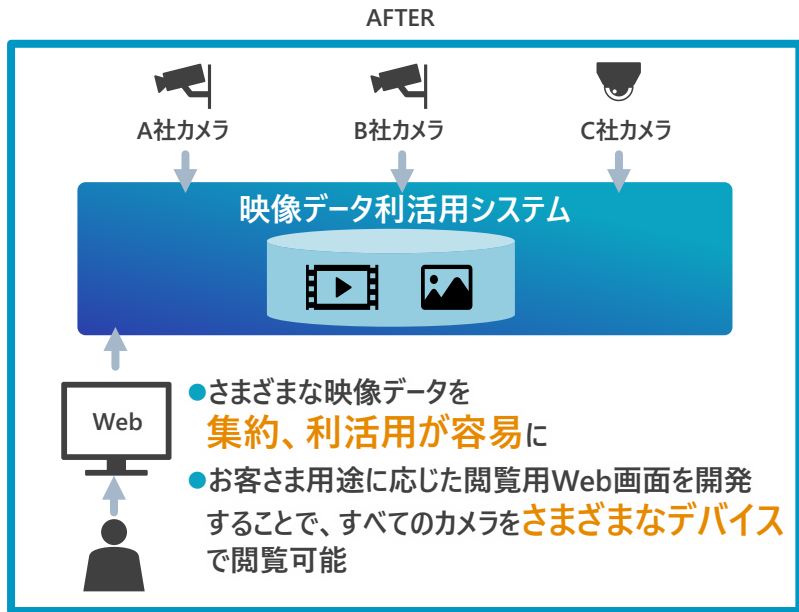 AFTER
A社カメラ
B社カメラ
C社カメラ
映像データ利活用システム
Web
●さまざまな映像データを
集約、利活用が容易に
●お客さま用途に応じた閲覧用Web画面を開発
することで、すべてのカメラをさまざまなデバイス
で閲覧可能